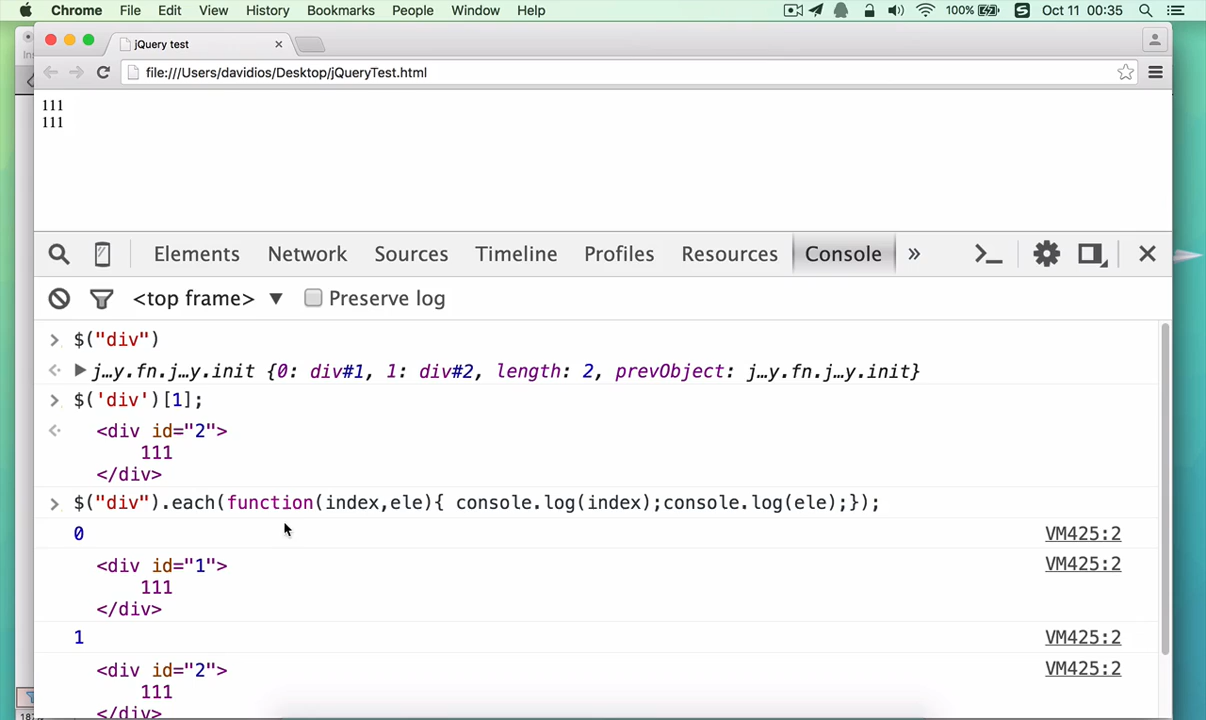 Chrome File Edit View History Bookmarks People Window Help 100% Oct 11 00:35
jQuery test
file:///Users/davidios/Desktop/jQueryTest.html
111
111
Elements Network Sources Timeline Profiles Resources Console »
<top frame> ▼ Preserve log
> $("div")
j…y.fn.j…y.init {0: div#1, 1: div#2, length: 2, prevObject: j…y.fn.j…y.init}
> $('div')[1];
<div id="2">
111
</div>
> $("div").each(function(index,ele){ console.log(index);console.log(ele);});
0 VM425:2
<div id="1"> VM425:2
111
</div>
1 VM425:2
<div id="2"> VM425:2
111
</div>